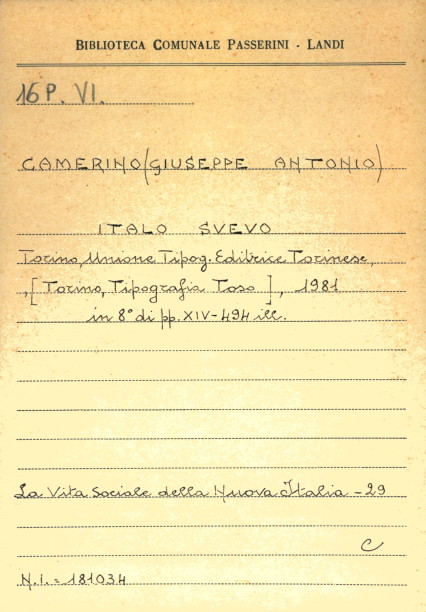 BIBLIOTECA COMUNALE PASSERINI - LANDI
16 P. VI.
CAMERINO (GIUSEPPE ANTONIO)
ITALO SVEVO
Torino, Unione Tipog. Editrice Torinese,
, [Torino, Tipografia Toso], 1981
in 8° di pp. XIV-494 ill.
La Vita Sociale della Nuova Italia - 29
C
N.I. = 181034